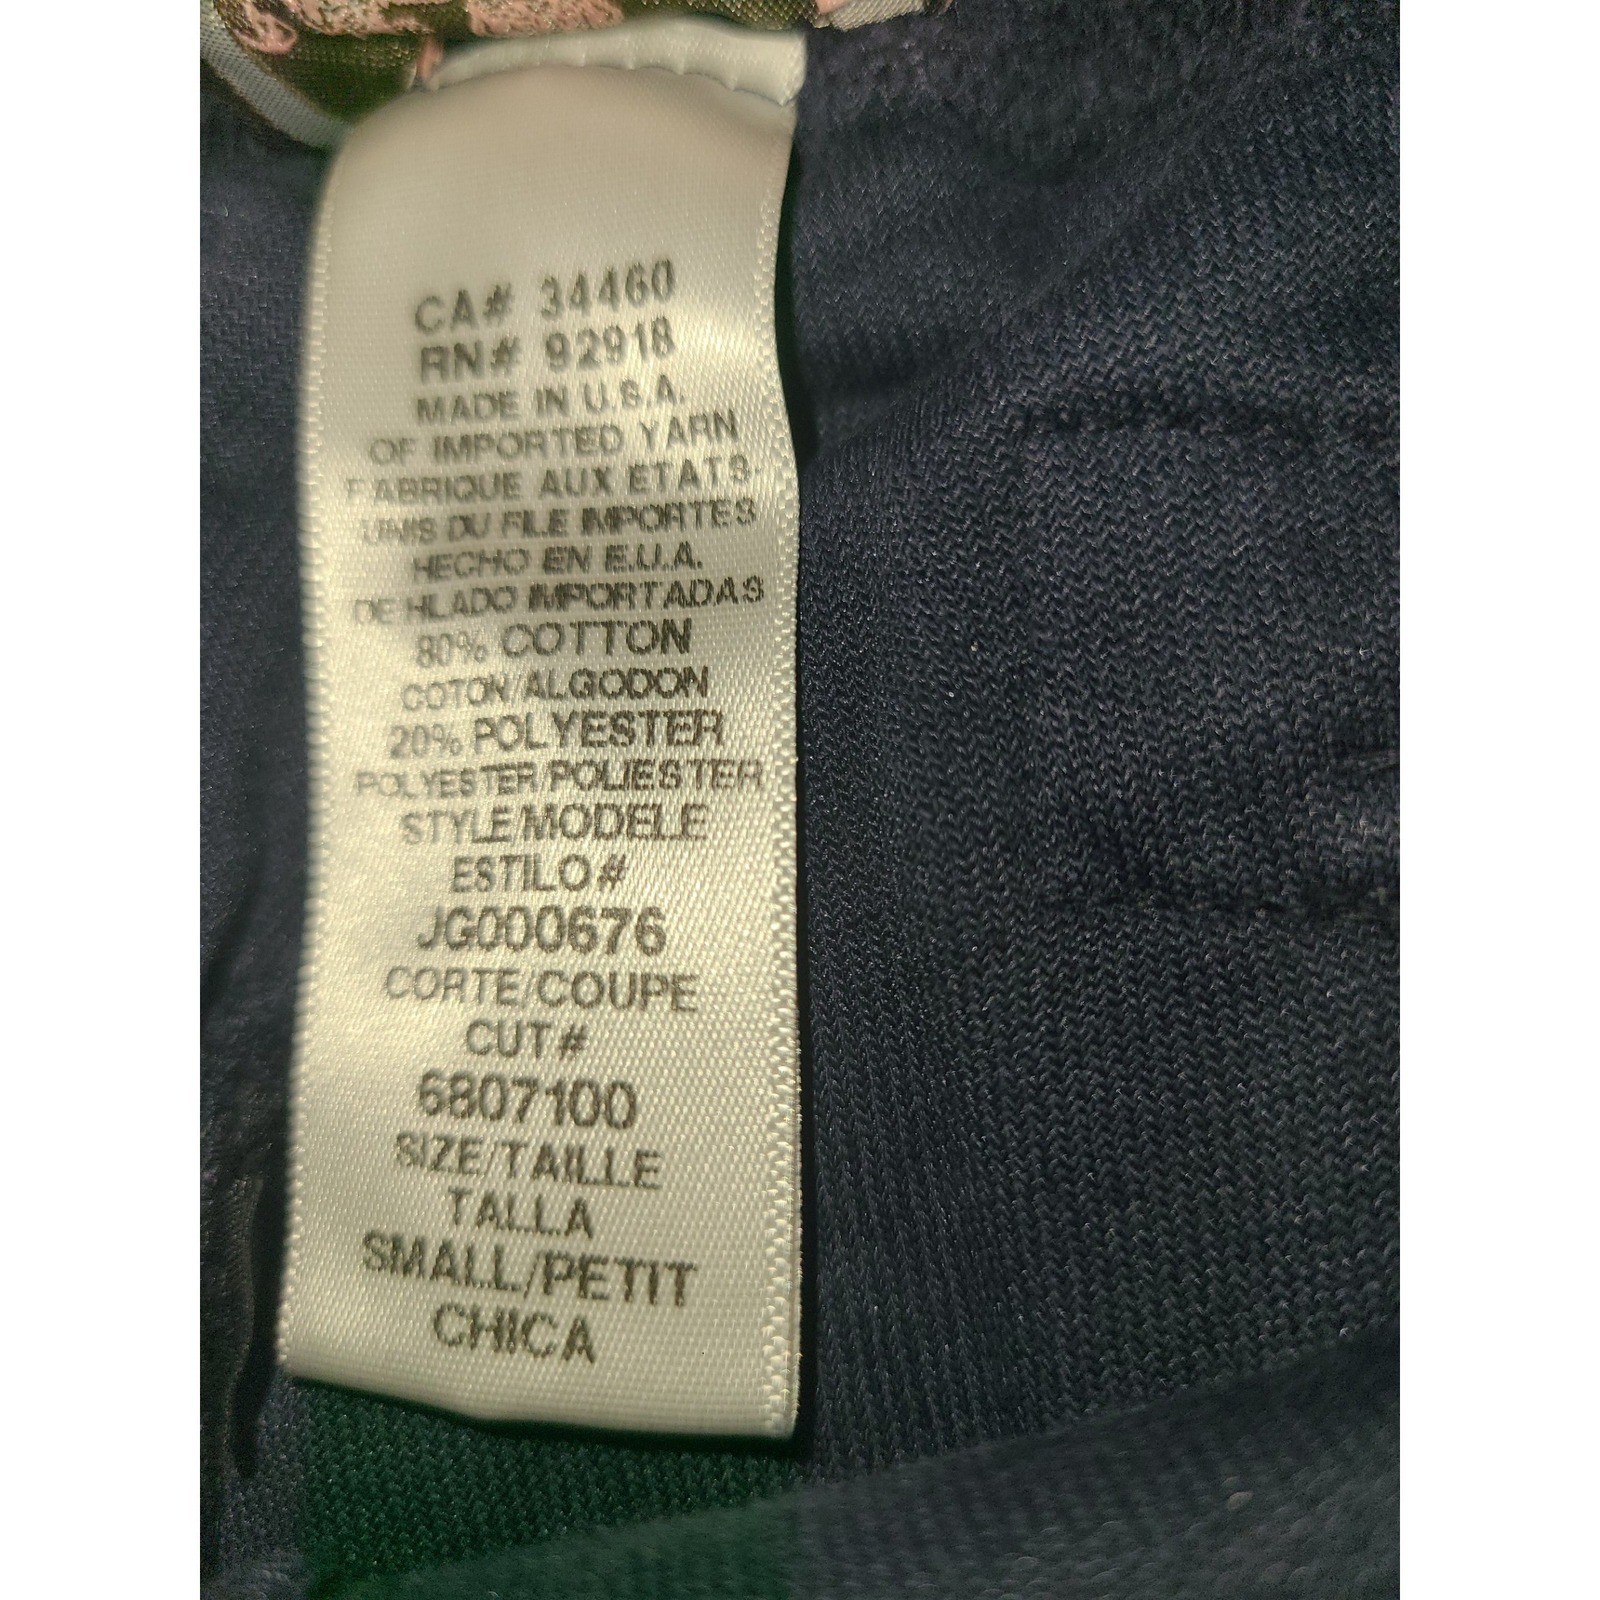 CA# 34460
RN# 92918
MADE IN U.S.A.
OF IMPORTED YARN
FABRIQUE AUX ETATS-
UNIS DU FILE IMPORTES
HECHO EN E.U.A.
DE HLADO IMPORTADAS
80% COTTON
COTON/ALGODON
20% POLYESTER
POLYESTER/POLIESTER
STYLE MODELE
ESTILO#
JG000676
CORTE/COUPE
CUT#
6807100
SIZE/TAILLE
TALLA
SMALL/PETIT
CHICA